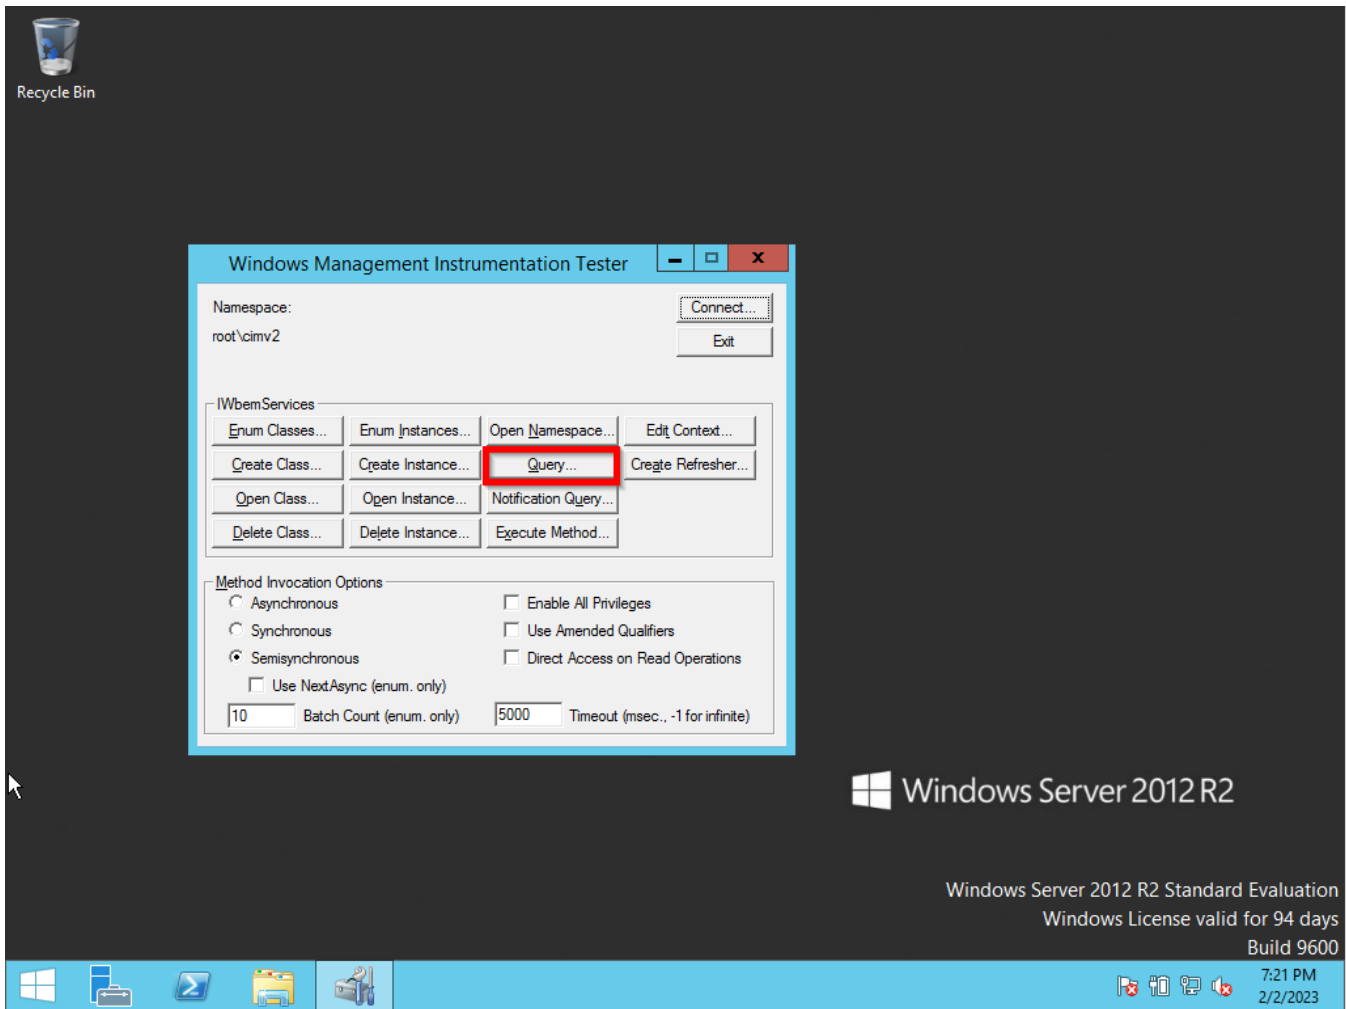 Recycle Bin
Windows Management Instrumentation Tester
Namespace:
Connect...
root\cimv2
Exit
IWbemServices
Enum Classes...
Enum Instances...
Open Namespace...
Edit Context...
Create Class...
Create Instance...
Query...
Create Refresher...
Open Class...
Open Instance...
Notification Query...
Delete Class...
Delete Instance...
Execute Method...
Method Invocation Options
Asynchronous
Enable All Privileges
Synchronous
Use Amended Qualifiers
Semisynchronous
Direct Access on Read Operations
Use NextAsync (enum. only)
10
Batch Count (enum. only)
5000
Timeout (msec., -1 for infinite)
Windows Server 2012 R2
Windows Server 2012 R2 Standard Evaluation
Windows License valid for 94 days
Build 9600
7:21 PM
2/2/2023